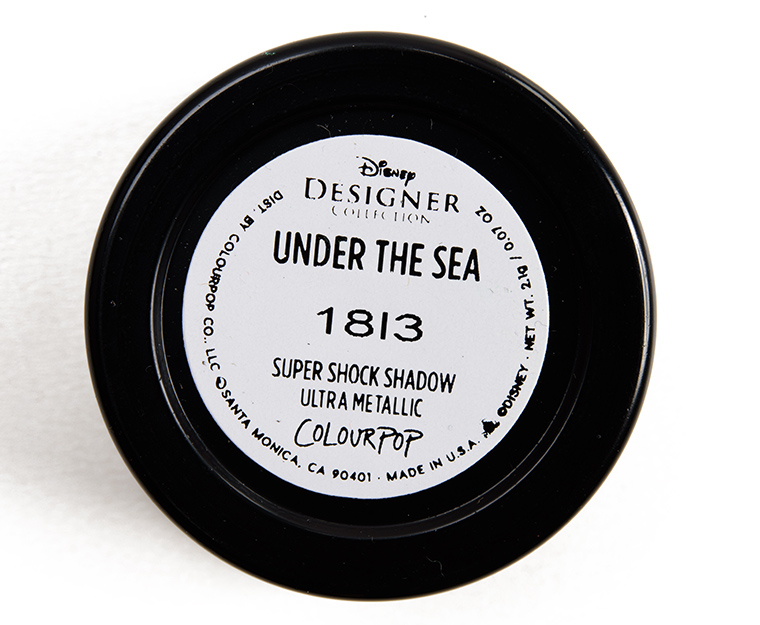 Disney
DESIGNER
COLLECTION
UNDER THE SEA
1813
SUPER SHOCK SHADOW
ULTRA METALLIC
COLOURPOP
DIST. BY COLOURPOP CO., LLC SANTA MONICA, CA 90401 · MADE IN U.S.A. ©DISNEY · NET WT. 2.1g / 0.07 OZ